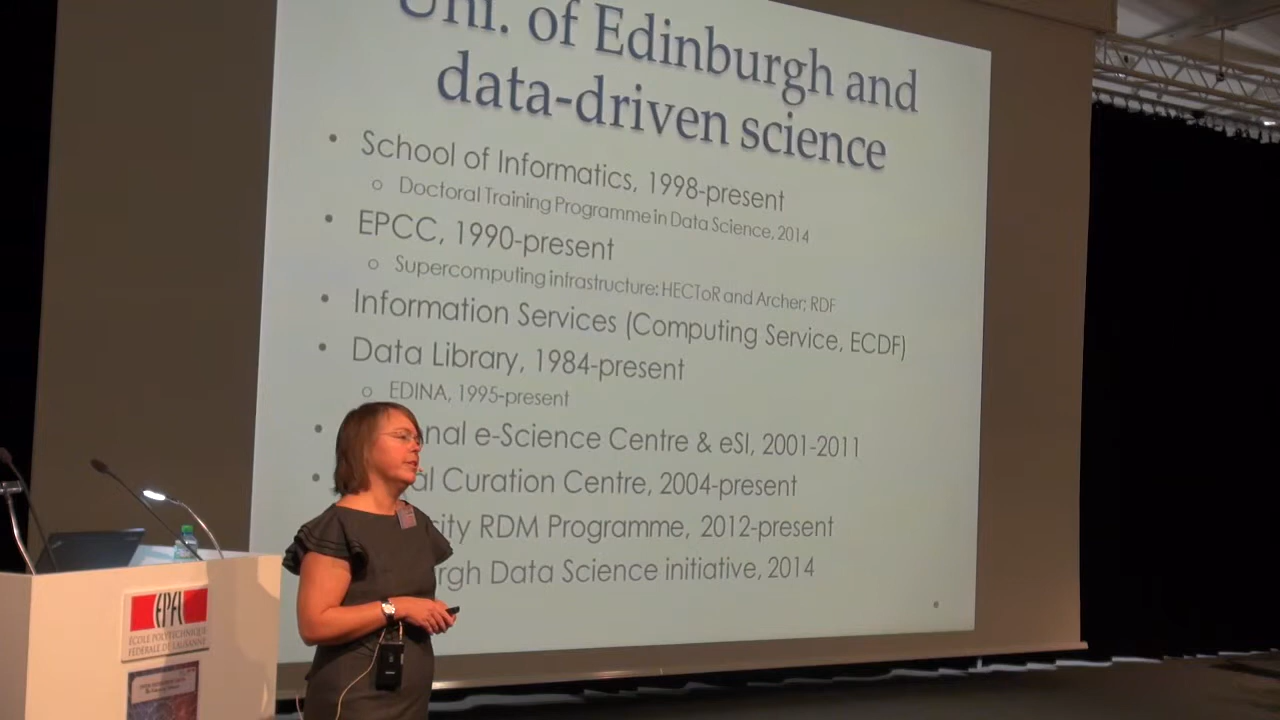 Uni. of Edinburgh and
data-driven science
• School of Informatics, 1998-present
o Doctoral Training Programme in Data Science, 2014
• EPCC, 1990-present
o Supercomputing infrastructure: HECToR and Archer; RDF
• Information Services (Computing Service, ECDF)
• Data Library, 1984-present
o EDINA, 1995-present
• nal e-Science Centre & eSI, 2001-2011
• al Curation Centre, 2004-present
sity RDM Programme, 2012-present
rgh Data Science initiative, 2014
EPFL
ÉCOLE POLYTECHNIQUE
FÉDÉRALE DE LAUSANNE